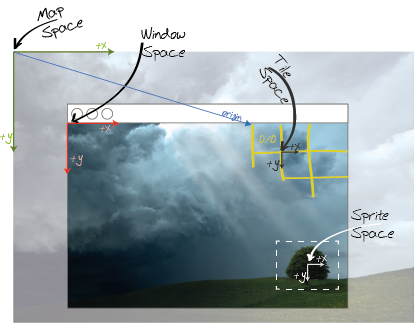 Map
Space
+x
+y
Window
Space
+x
+y
origin
Tile
Space
0/0
+x
+y
Sprite
Space
+x
+y